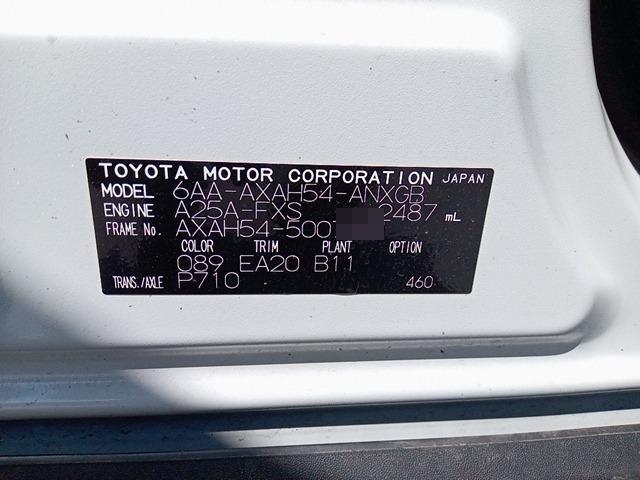 TOYOTA MOTOR CORPORATION JAPAN
MODEL 6AA-AXAH54-ANXGB
ENGINE A25A-FXS 2487 mL
FRAME No. AXAH54-5007
COLOR TRIM PLANT OPTION
089 EA20 B11
TRANS./AXLE P710 460